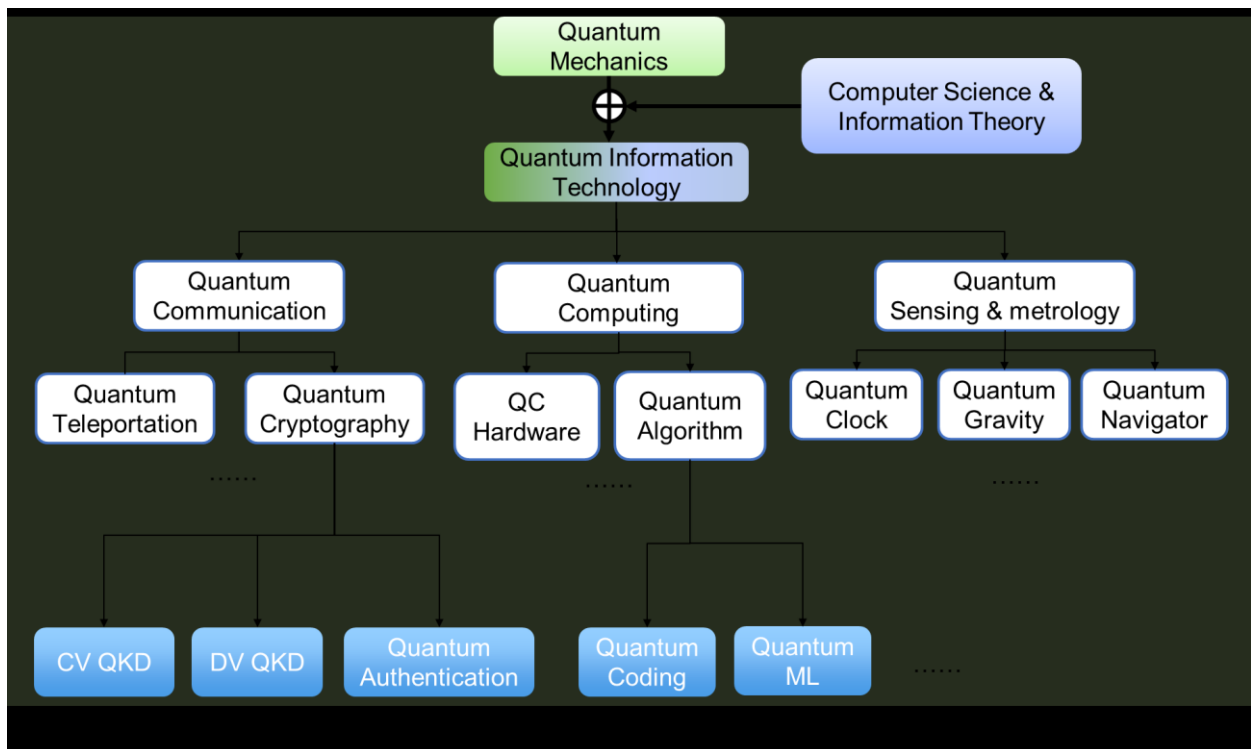 Quantum
Mechanics
Computer Science &
Information Theory
Quantum Information
Technology
Quantum
Communication
Quantum
Computing
Quantum
Sensing & metrology
Quantum
Teleportation
Quantum
Cryptography
QC
Hardware
Quantum
Algorithm
Quantum
Clock
Quantum
Gravity
Quantum
Navigator
......
......
......
CV QKD
DV QKD
Quantum
Authentication
Quantum
Coding
Quantum
ML
......